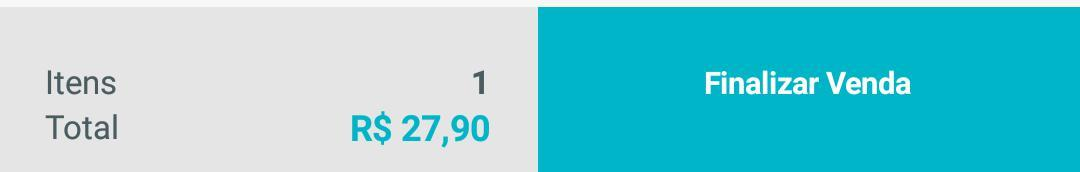 Itens 1
Total R$ 27,90
Finalizar Venda